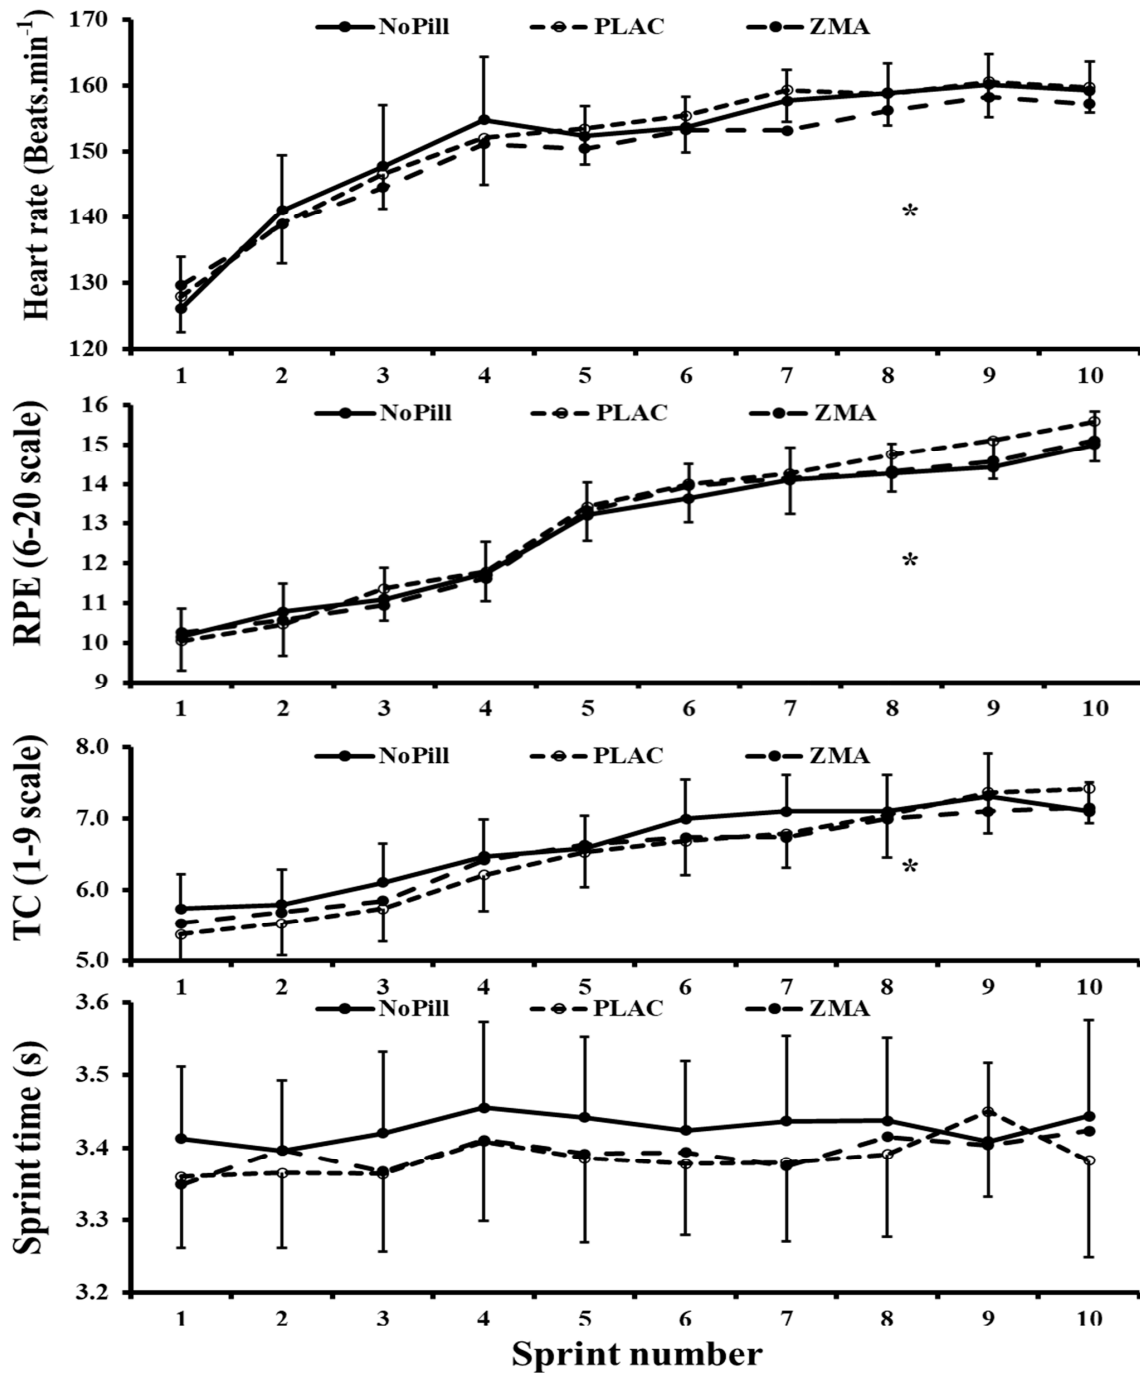 170
NoPill PLAC ZMA
160
150
140
*
130
120
Heart rate (Beats.min⁻¹)
1 2 3 4 5 6 7 8 9 10
16
NoPill PLAC ZMA
15
14
13
12
*
11
10
9
RPE (6-20 scale)
1 2 3 4 5 6 7 8 9 10
8.0
NoPill PLAC ZMA
7.0
*
6.0
5.0
TC (1-9 scale)
1 2 3 4 5 6 7 8 9 10
3.6
NoPill PLAC ZMA
3.5
3.4
3.3
3.2
Sprint time (s)
1 2 3 4 5 6 7 8 9 10
Sprint number